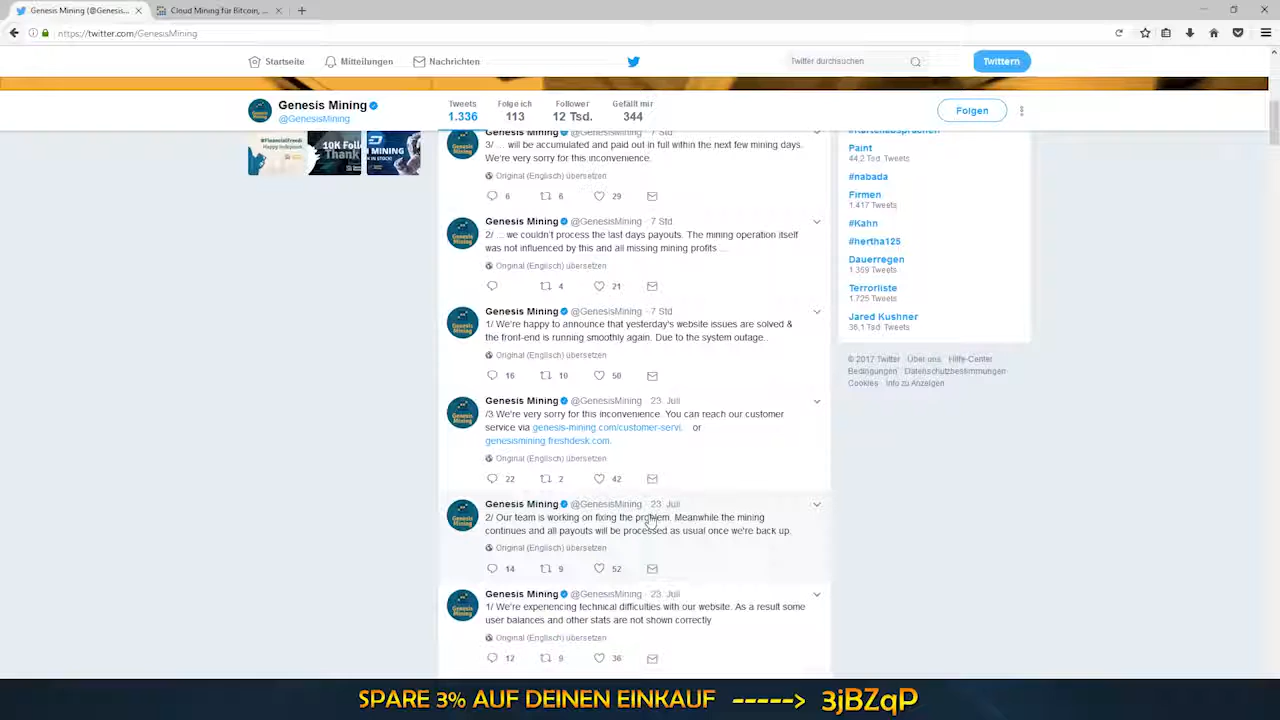 Genesis Mining (@Genesis...
Cloud Mining für Bitcoin, ...
https://twitter.com/GenesisMining
Startseite
Mitteilungen
Nachrichten
Twitter durchsuchen
Twittern
Genesis Mining
@GenesisMining
Tweets
1.336
Folge ich
113
Follower
12 Tsd.
Gefällt mir
344
Folgen
10K Foll
Thank
MINING
IN STOCK!
Genesis Mining @GenesisMining · 7 Std
3/ ... will be accumulated and paid out in full within the next few mining days.
We're very sorry for this inconvenience.
Original (Englisch) übersetzen
6 6 29
Genesis Mining @GenesisMining · 7 Std
2/ ... we couldn't process the last days payouts. The mining operation itself
was not influenced by this and all missing mining profits ...
Original (Englisch) übersetzen
4 21
Genesis Mining @GenesisMining · 7 Std
1/ We're happy to announce that yesterday's website issues are solved &
the front-end is running smoothly again. Due to the system outage..
Original (Englisch) übersetzen
16 10 50
Genesis Mining @GenesisMining · 23. Juli
/3 We're very sorry for this inconvenience. You can reach our customer
service via genesis-mining.com/customer-servi... or
genesismining.freshdesk.com.
Original (Englisch) übersetzen
22 2 42
Genesis Mining @GenesisMining · 23. Juli
2/ Our team is working on fixing the problem. Meanwhile the mining
continues and all payouts will be processed as usual once we're back up.
Original (Englisch) übersetzen
14 9 52
Genesis Mining @GenesisMining · 23. Juli
1/ We're experiencing technical difficulties with our website. As a result some
user balances and other stats are not shown correctly
Original (Englisch) übersetzen
12 9 36
#Kartellabsprachen
Paint
44,2 Tsd. Tweets
#nabada
Firmen
1.417 Tweets
#Kahn
#hertha125
Dauerregen
1.359 Tweets
Terrorliste
1.725 Tweets
Jared Kushner
36,1 Tsd. Tweets
© 2017 Twitter Über uns Hilfe-Center
Bedingungen Datenschutzbestimmungen
Cookies Info zu Anzeigen
SPARE 3% AUF DEINEN EINKAUF -----> 3jBZqP